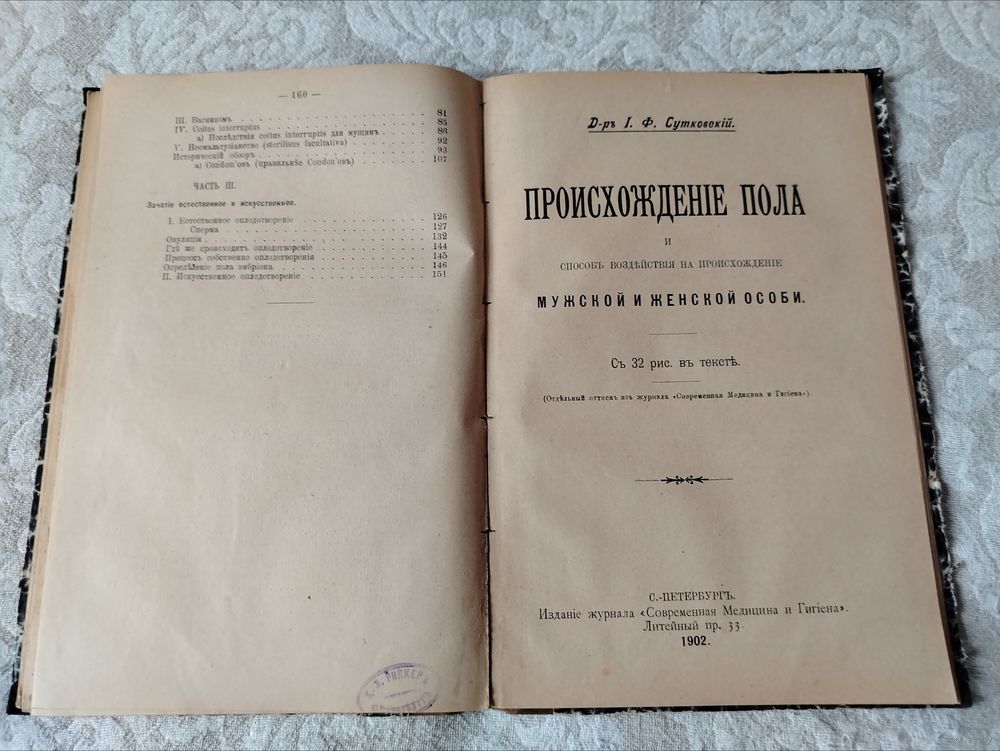 — 160 —
III. Вагинизмъ . . . 81
IV. Coitus interruptus . . . 85
а) Послѣдствія coitus interruptis для мущинъ . . . 86
V. Неомальтузіанство (sterilisus facultativa) . . . 92
Историческій обзоръ . . . 93
а) Condom'овъ (правильнѣе Condon'овъ) . . . 107
ЧАСТЬ III.
Зачатіе естественное и искусственное.
I. Естественное оплодотвореніе . . . 126
Сперма . . . 127
Овуляція . . . 132
Гдѣ же происходитъ оплодотвореніе . . . 144
Процессъ собственно оплодотворенія . . . 145
Опредѣленіе пола эмбріона . . . 146
II. Искусственное оплодотвореніе . . . 151
К. Л. РИККЕР
Д-ръ І. Ф. Сутковскій.
ПРОИСХОЖДЕНІЕ ПОЛА
И
СПОСОБЪ ВОЗДѢЙСТВІЯ НА ПРОИСХОЖДЕНІЕ
МУЖСКОЙ И ЖЕНСКОЙ ОСОБИ.
Съ 32 рис. въ текстѣ.
(Отдѣльный оттискъ изъ журнала «Современная Медицина и Гигіена»).
С.-ПЕТЕРБУРГЪ.
Изданіе журнала «Современная Медицина и Гигіена».
Литейный пр. 33.
1902.